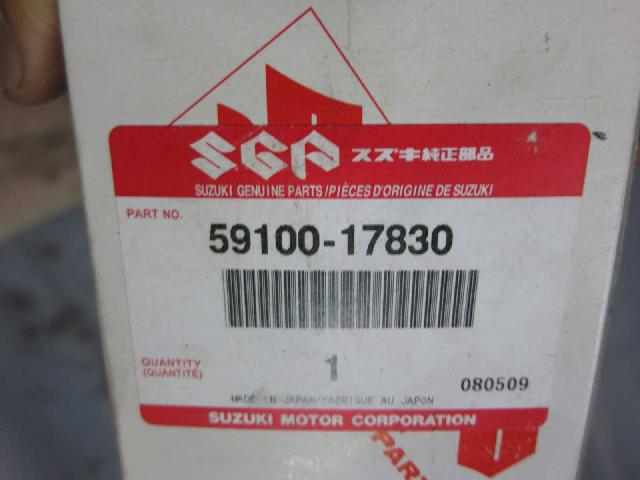 SGP スズキ純正部品
SUZUKI GENUINE PARTS/PIÈCES D'ORIGINE DE SUZUKI
PART NO.
59100-17830
QUANTITY
(QUANTITÉ)
1
080509
MADE IN JAPAN/FABRIQUE AU JAPON
SUZUKI MOTOR CORPORATION
PART